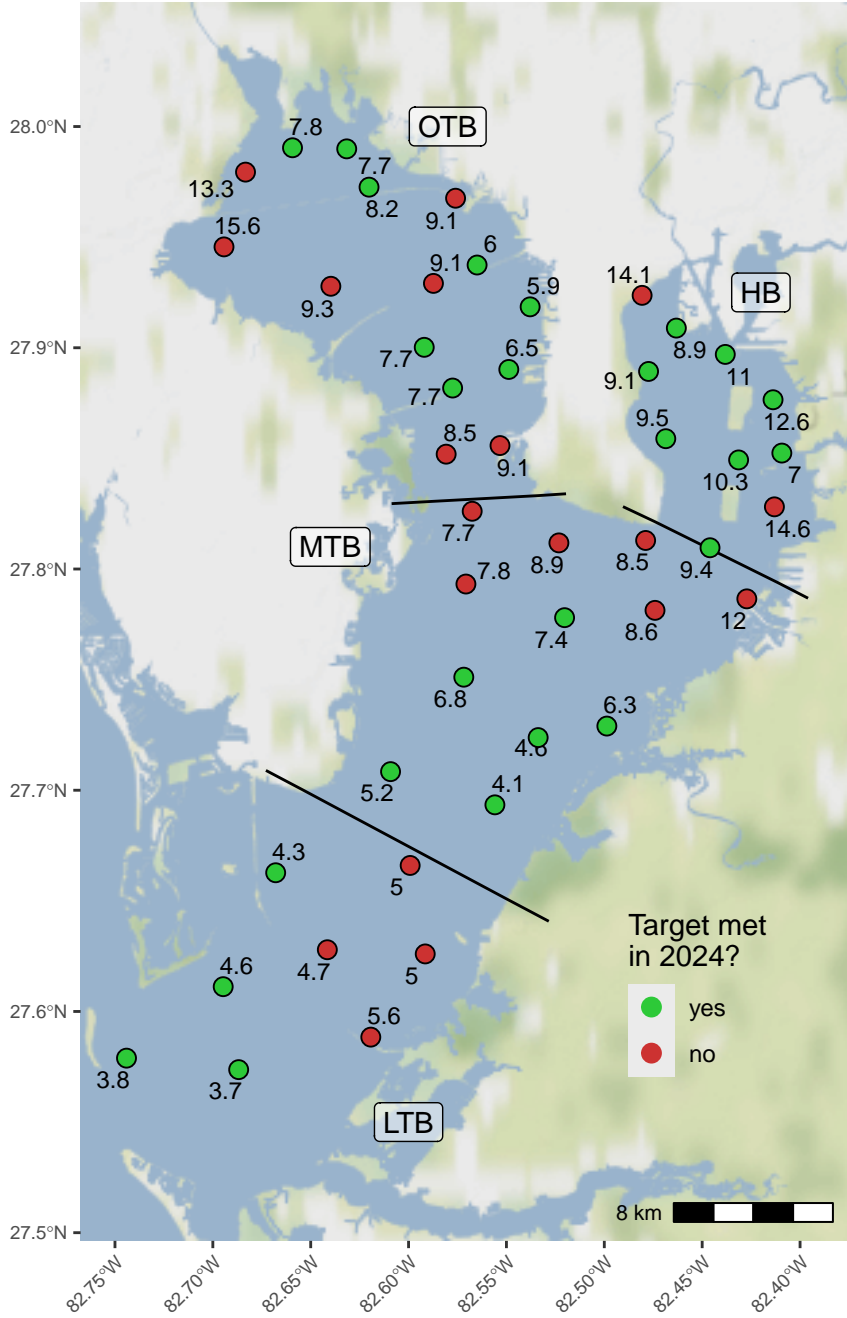 28.0°N
27.9°N
27.8°N
27.7°N
27.6°N
27.5°N
82.75°W
82.70°W
82.65°W
82.60°W
82.55°W
82.50°W
82.45°W
82.40°W
OTB
7.8
7.7
13.3
8.2
9.1
15.6
6
9.1
9.3
5.9
7.7
6.5
7.7
8.5
9.1
HB
14.1
8.9
11
9.1
12.6
9.5
10.3
7
14.6
9.4
MTB
7.7
8.9
8.5
7.8
12
8.6
7.4
6.8
6.3
4.6
5.2
4.1
4.3
5
4.7
5
4.6
5.6
3.8
3.7
LTB
Target met
in 2024?
yes
no
8 km